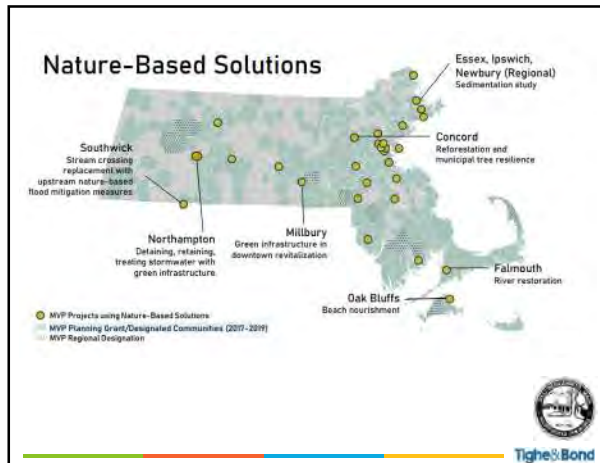 Nature-Based Solutions
Essex, Ipswich,
Newbury (Regional)
Sedimentation study
Concord
Reforestation and
municipal tree resilience
Southwick
Stream crossing
replacement with
upstream nature-based
flood mitigation measures
Northampton
Detaining, retaining,
treating stormwater with
green infrastructure.
Millbury
Green infrastructure in
downtown revitalization
Falmouth
River restoration
Oak Bluffs
Beach nourishment
MVP Projects using Nature-Based Solutions
MVP Planning Grant/Designated Communities (2017-2019)
MVP Regional Designation
Tighe&Bond